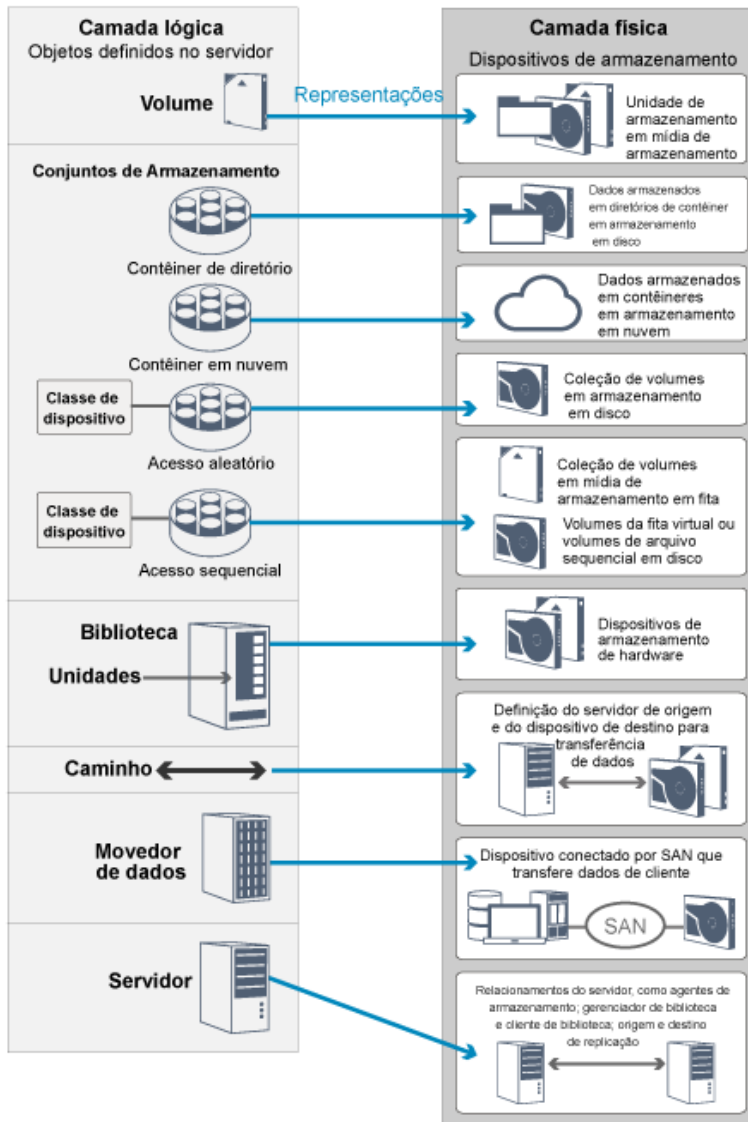 Camada lógica
Objetos definidos no servidor
Volume
Representações
Camada física
Dispositivos de armazenamento
Unidade de
armazenamento
em mídia de
armazenamento
Conjuntos de Armazenamento
Contêiner de diretório
Dados armazenados
em diretórios de contêiner
em armazenamento
em disco
Contêiner em nuvem
Dados armazenados
em contêineres
em armazenamento
em nuvem
Classe de
dispositivo
Acesso aleatório
Coleção de volumes
em armazenamento
em disco
Classe de
dispositivo
Acesso sequencial
Coleção de volumes
em mídia de
armazenamento em fita
Volumes da fita virtual ou
volumes de arquivo
sequencial em disco
Biblioteca
Unidades
Dispositivos de
armazenamento
de hardware
Caminho
Definição do servidor de origem
e do dispositivo de destino para
transferência
de dados
Movedor
de dados
Dispositivo conectado por SAN que
transfere dados de cliente
SAN
Servidor
Relacionamentos do servidor, como agentes de
armazenamento; gerenciador de biblioteca
e cliente de biblioteca; origem e destino
de replicação